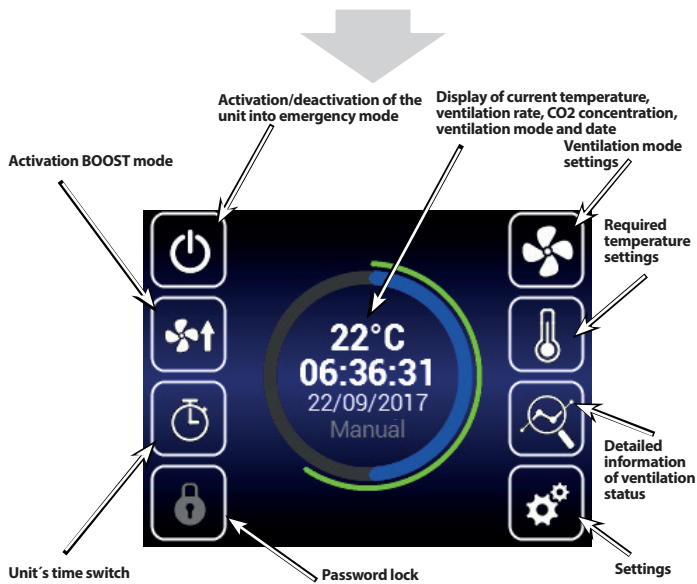 Activation/deactivation of the
unit into emergency mode
Display of current temperature,
ventilation rate, CO2 concentration,
ventilation mode and date
Ventilation mode
settings
Activation BOOST mode
Required
temperature
settings
22°C
06:36:31
22/09/2017
Manual
Detailed
information
of ventilation
status
Unit´s time switch
Password lock
Settings